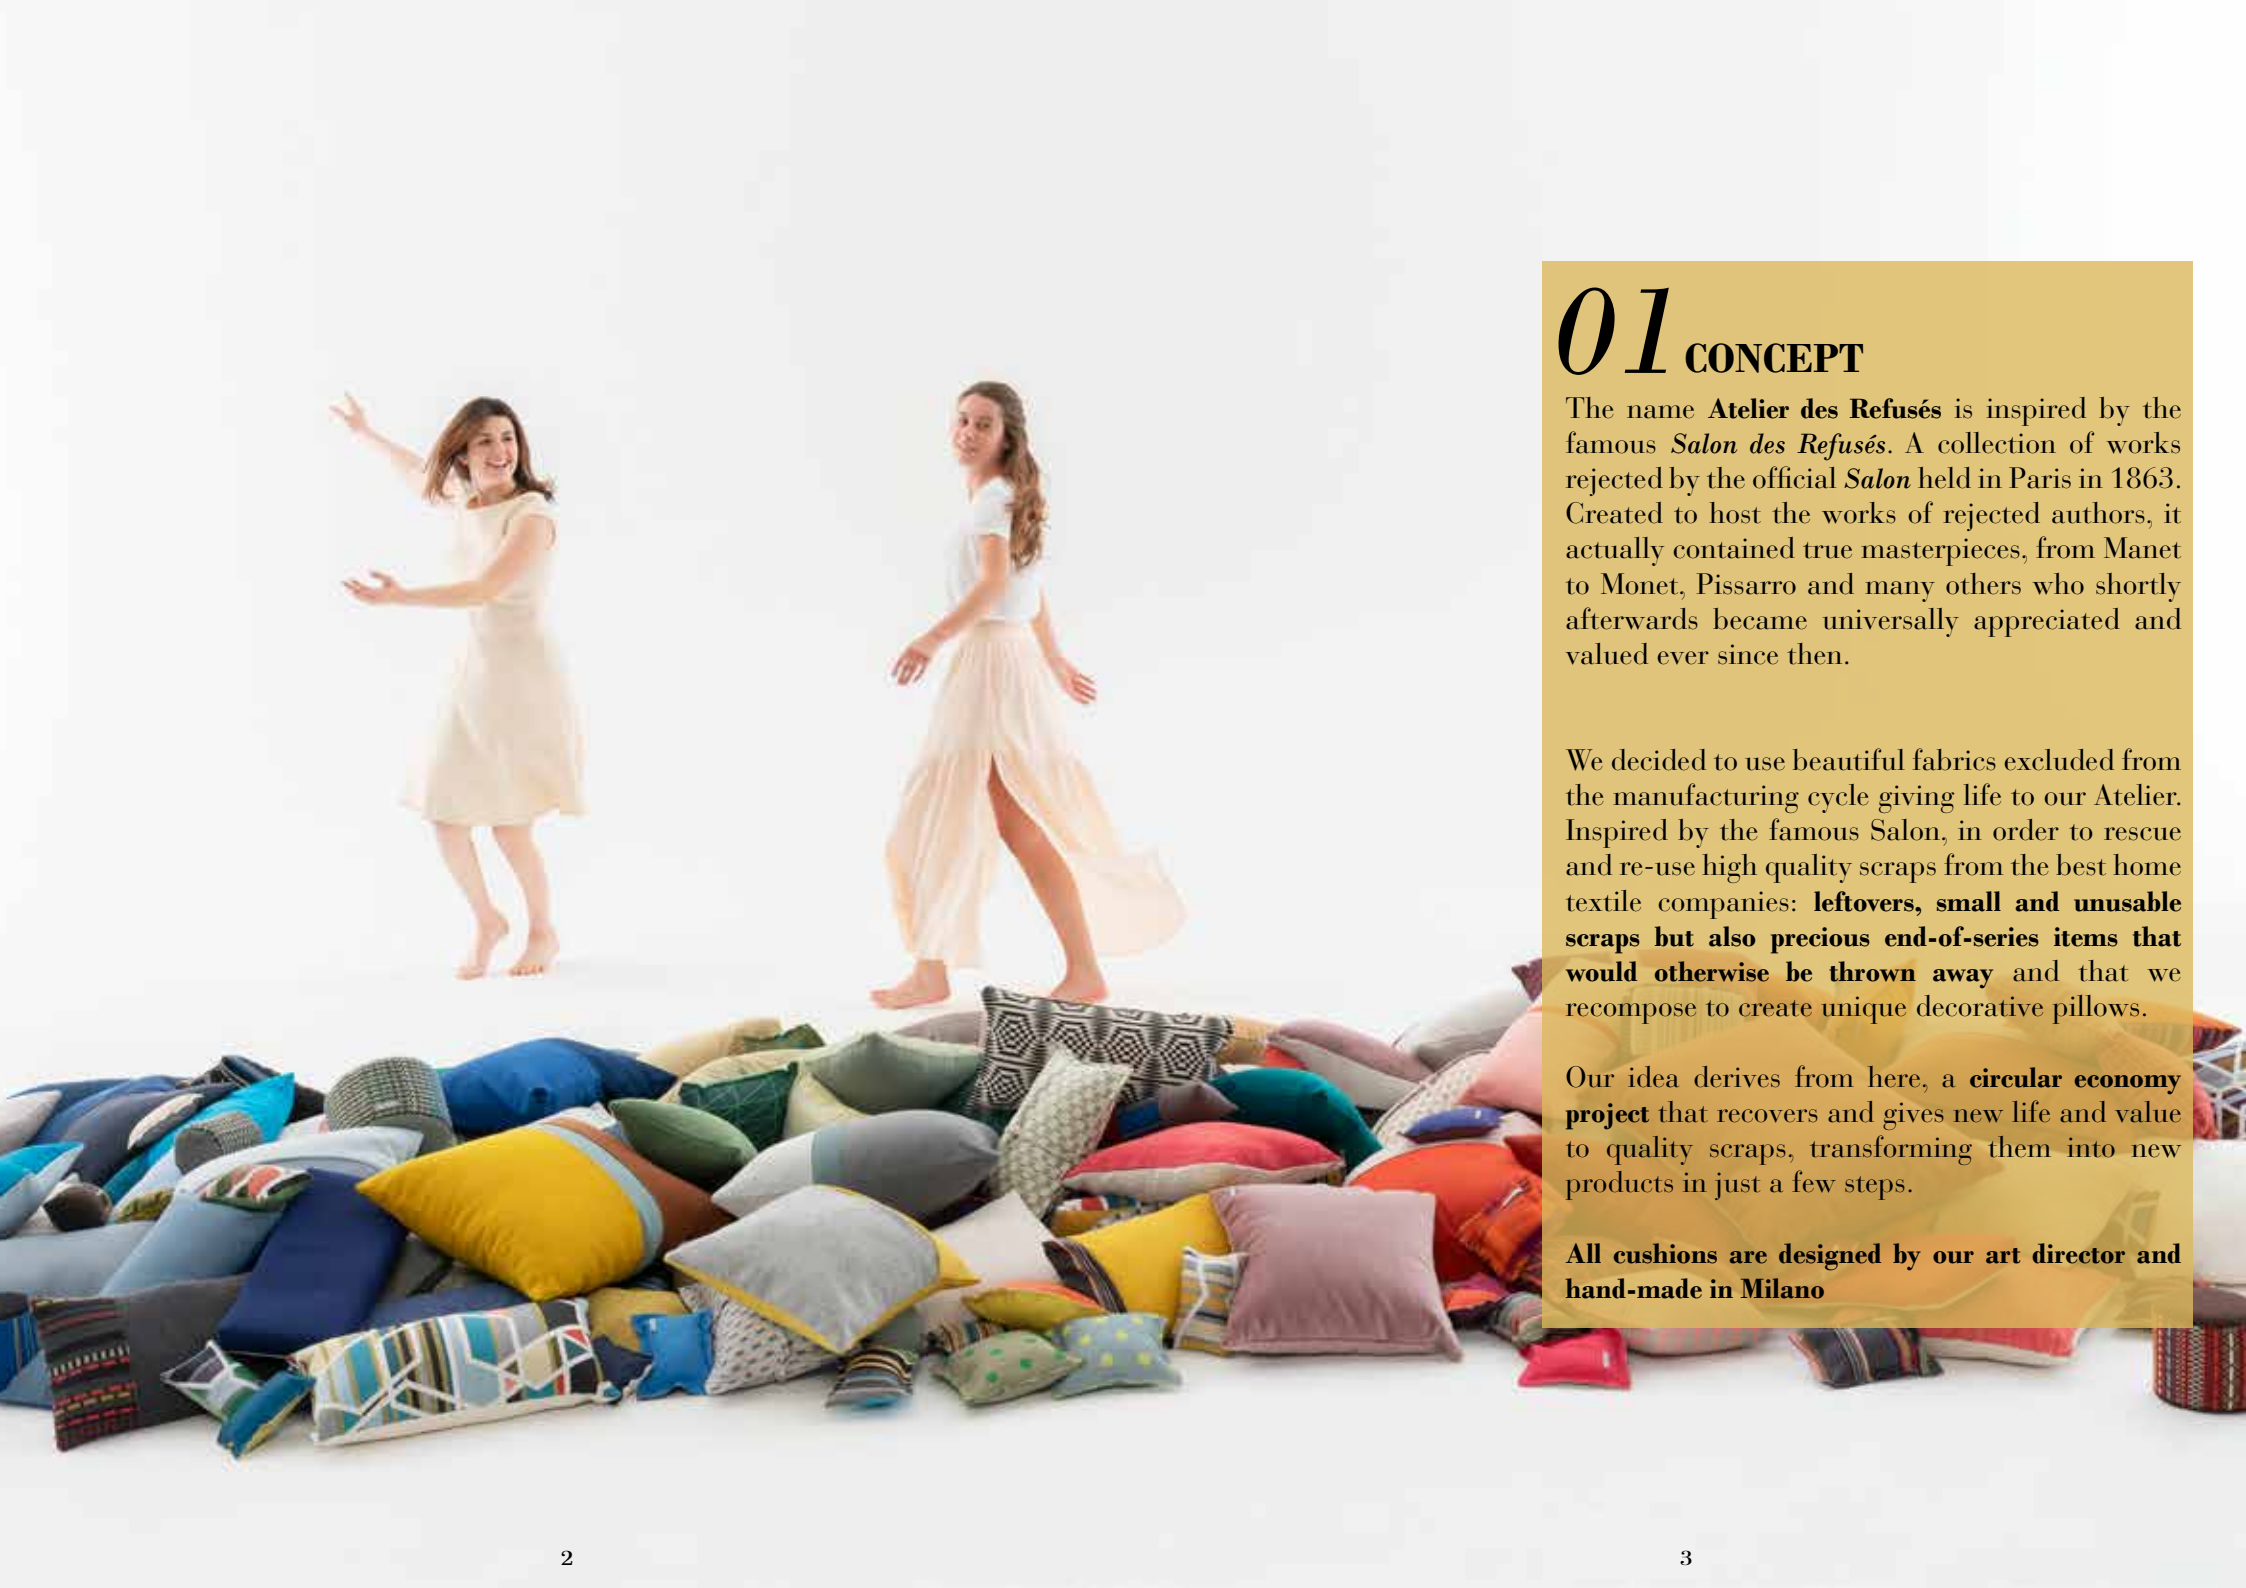 01 CONCEPT
The name Atelier des Refusés is inspired by the
famous Salon des Refusés. A collection of works
rejected by the official Salon held in Paris in 1863.
Created to host the works of rejected authors, it
actually contained true masterpieces, from Manet
to Monet, Pissarro and many others who shortly
afterwards became universally appreciated and
valued ever since then.
We decided to use beautiful fabrics excluded from
the manufacturing cycle giving life to our Atelier.
Inspired by the famous Salon, in order to rescue
and re-use high quality scraps from the best home
textile companies: leftovers, small and unusable
scraps but also precious end-of-series items that
would otherwise be thrown away and that we
recompose to create unique decorative pillows.
Our idea derives from here, a circular economy
project that recovers and gives new life and value
to quality scraps, transforming them into new
products in just a few steps.
All cushions are designed by our art director and
hand-made in Milano
2
3